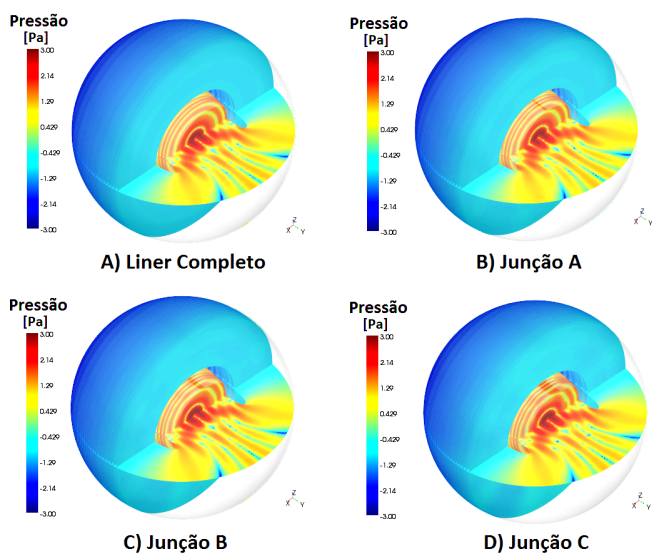 Pressão
[Pa]
3.00
2.14
1.29
0.429
-0.429
-1.29
-2.14
-3.00
Z
X Y
A) Liner Completo
Pressão
[Pa]
3.00
2.14
1.29
0.429
-0.429
-1.29
-2.14
-3.00
Z
X Y
B) Junção A
Pressão
[Pa]
3.00
2.14
1.29
0.429
-0.429
-1.29
-2.14
-3.00
Z
X Y
C) Junção B
Pressão
[Pa]
3.00
2.14
1.29
0.429
-0.429
-1.29
-2.14
-3.00
Z
X Y
D) Junção C